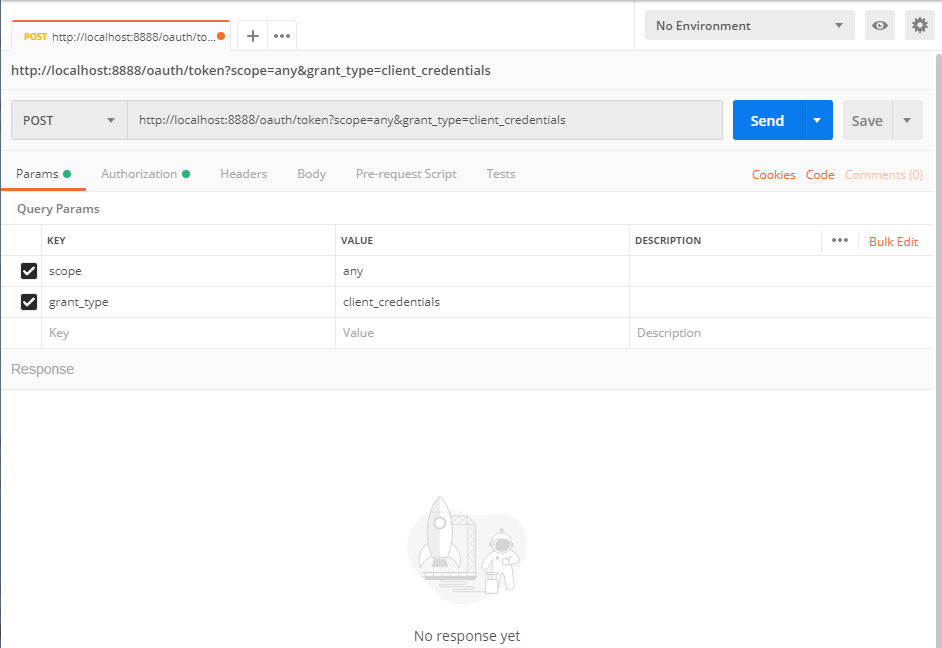 POST http://localhost:8888/oauth/to...
No Environment
http://localhost:8888/oauth/token?scope=any&grant_type=client_credentials
POST http://localhost:8888/oauth/token?scope=any&grant_type=client_credentials Send Save
Params Authorization Headers Body Pre-request Script Tests Cookies Code Comments (0)
Query Params
KEY VALUE DESCRIPTION Bulk Edit
scope any
grant_type client_credentials
Key Value Description
Response
No response yet